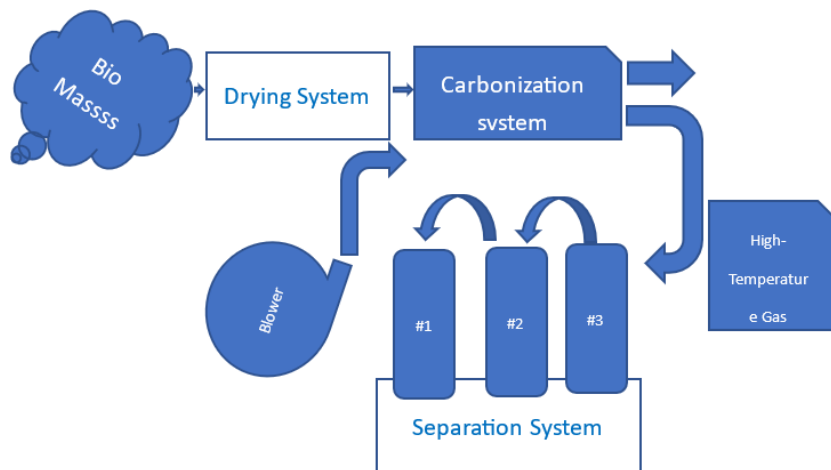 Bio
Massss
Drying System
Carbonization
svstem
High-
Temperatur
e Gas
Blower
#1
#2
#3
Separation System